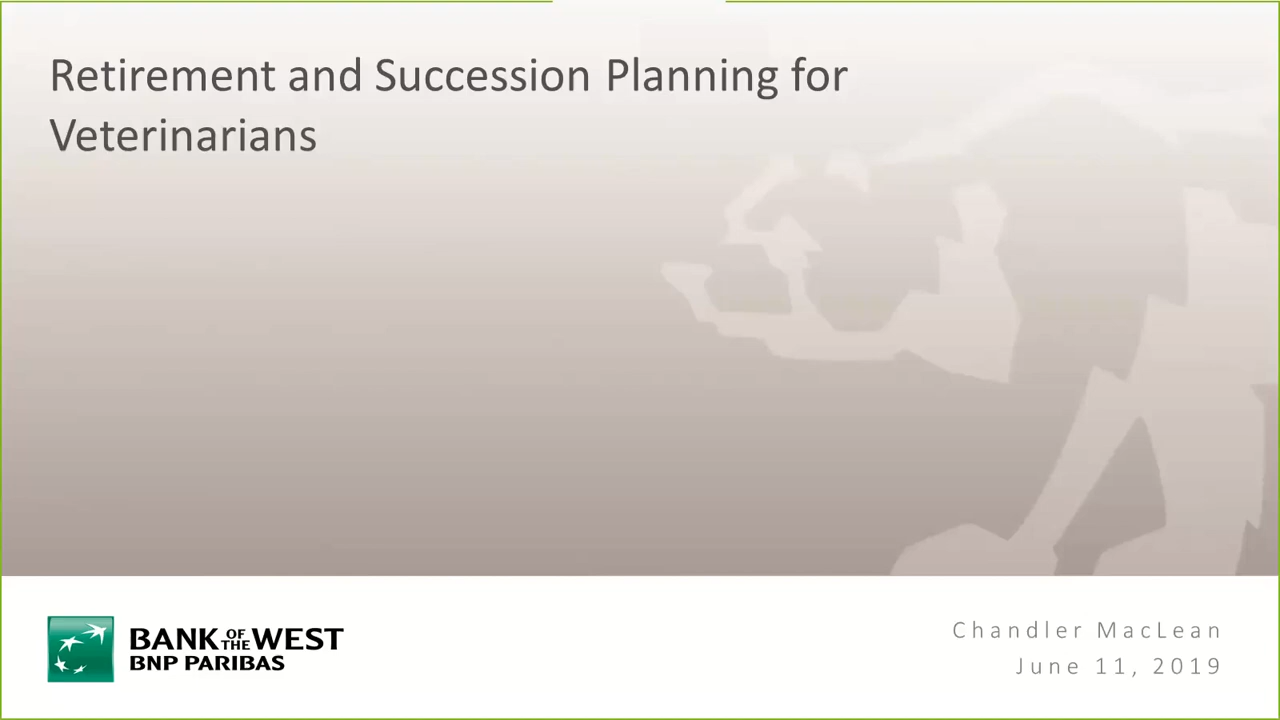 Retirement and Succession Planning for
Veterinarians
BANK OF THE WEST
BNP PARIBAS
Chandler MacLean
June 11, 2019